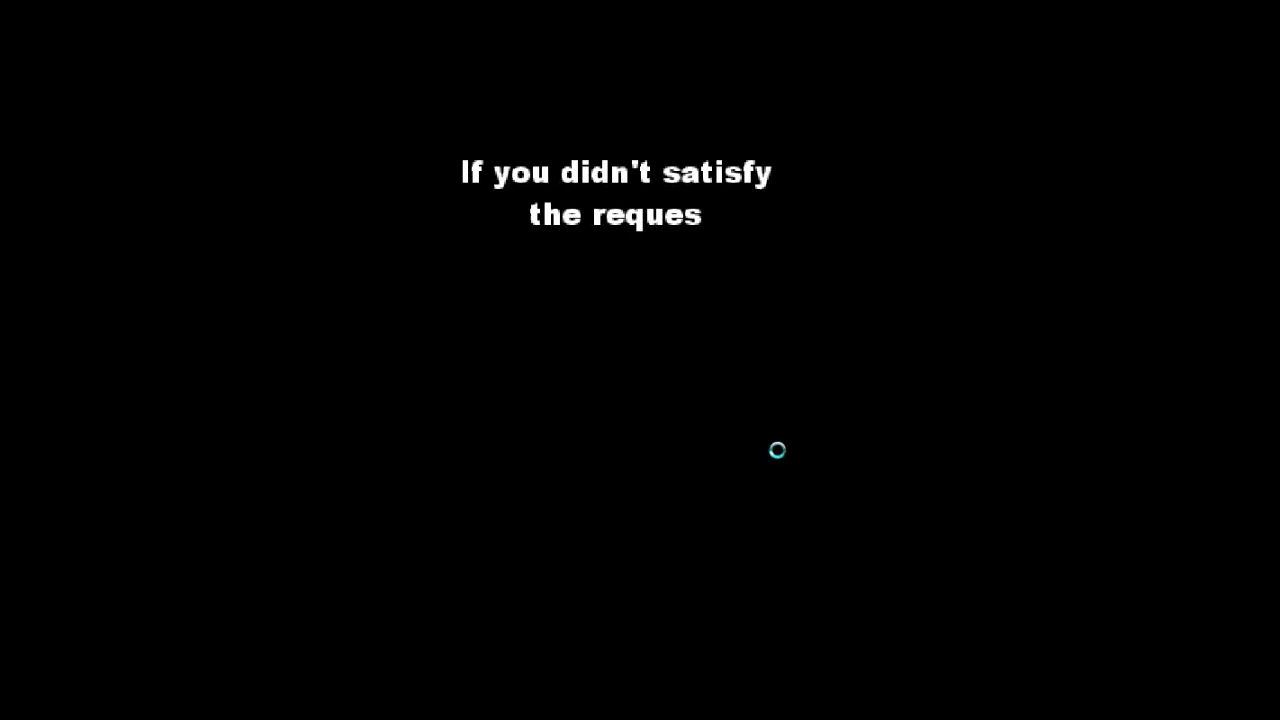 If you didn't satisfy
the reques